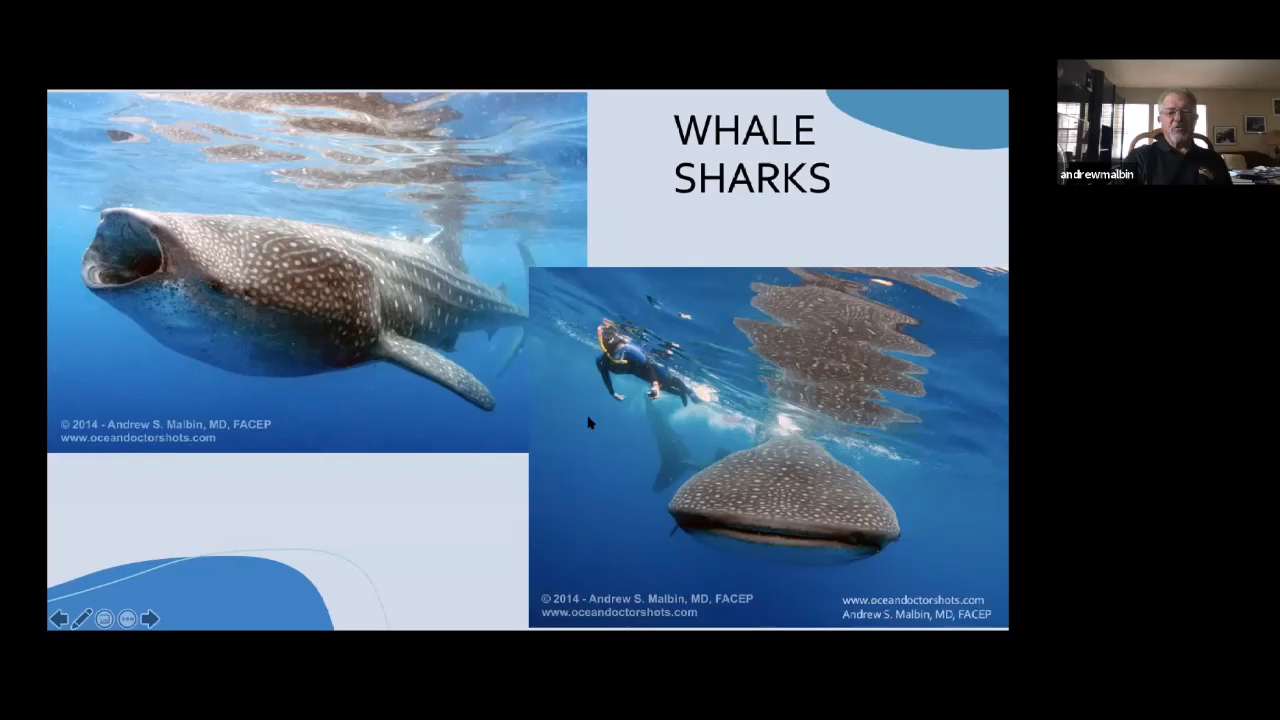 WHALE
SHARKS
© 2014 - Andrew S. Malbin, MD, FACEP
www.oceandoctorshots.com
© 2014 - Andrew S. Malbin, MD, FACEP
www.oceandoctorshots.com
www.oceandoctorshots.com
Andrew S. Malbin, MD, FACEP
andrewmalbin